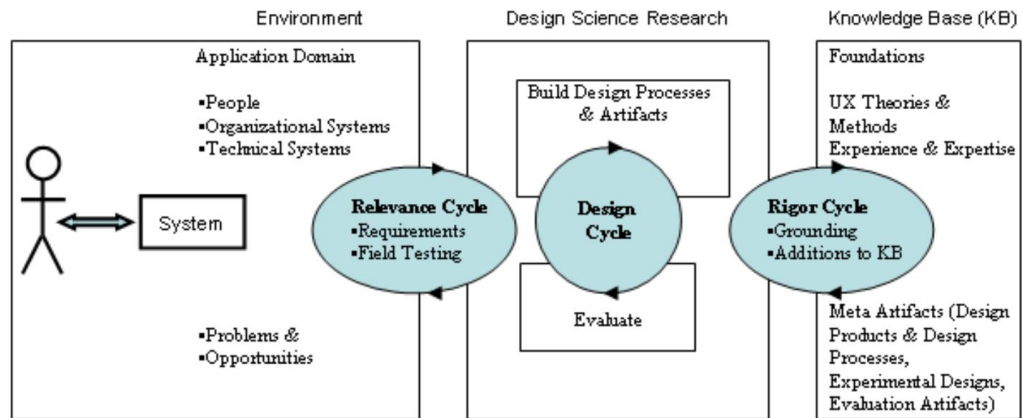 Environment
Design Science Research
Knowledge Base (KB)
Application Domain
▪People
▪Organizational Systems
▪Technical Systems
System
▪Problems &
▪Opportunities
Relevance Cycle
▪Requirements
▪Field Testing
Build Design Processes
& Artifacts
Design
Cycle
Evaluate
Rigor Cycle
▪Grounding
▪Additions to KB
Foundations
UX Theories &
Methods
Experience & Expertise
Meta Artifacts (Design
Products & Design
Processes,
Experimental Designs,
Evaluation Artifacts)